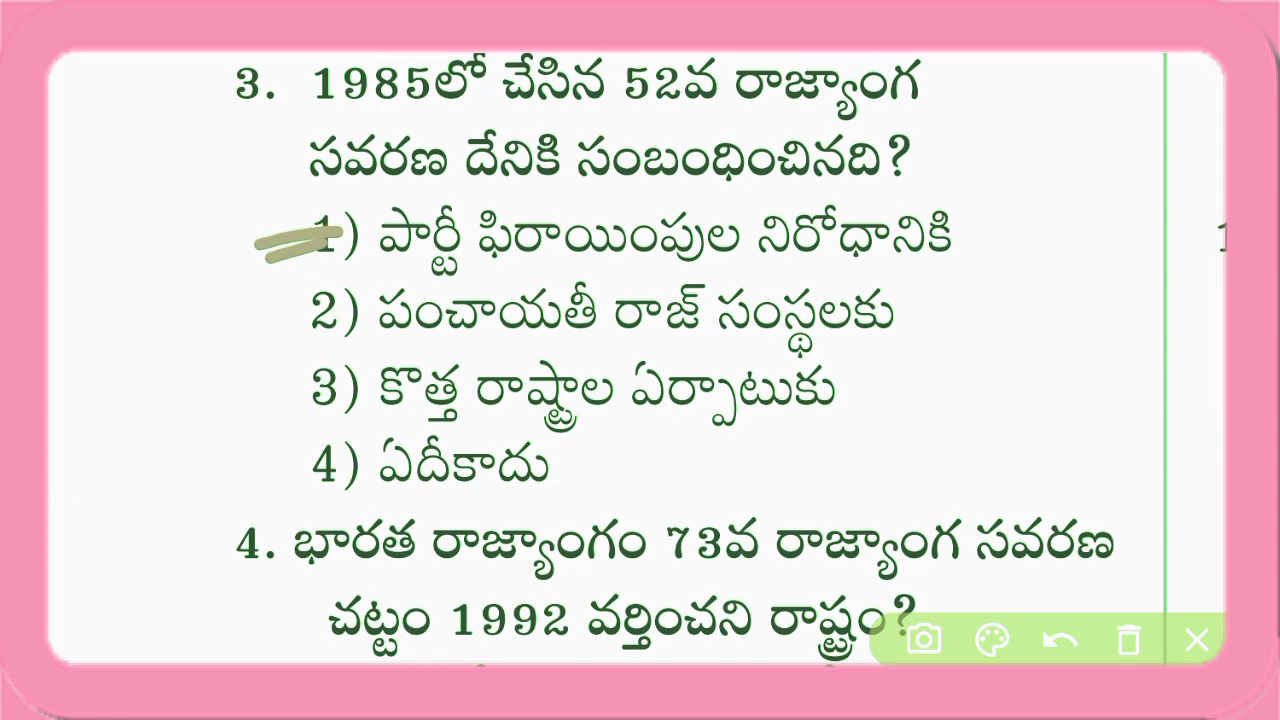 3. 1985లో చేసిన 52వ రాజ్యాంగ
సవరణ దేనికి సంబంధించినది?
1) పార్టీ ఫిరాయింపుల నిరోధానికి
2) పంచాయతీ రాజ్ సంస్థలకు
3) కొత్త రాష్ట్రాల ఏర్పాటుకు
4) ఏదీకాదు
4. భారత రాజ్యాంగం 73వ రాజ్యాంగ సవరణ
చట్టం 1992 వర్తించని రాష్ట్రం?